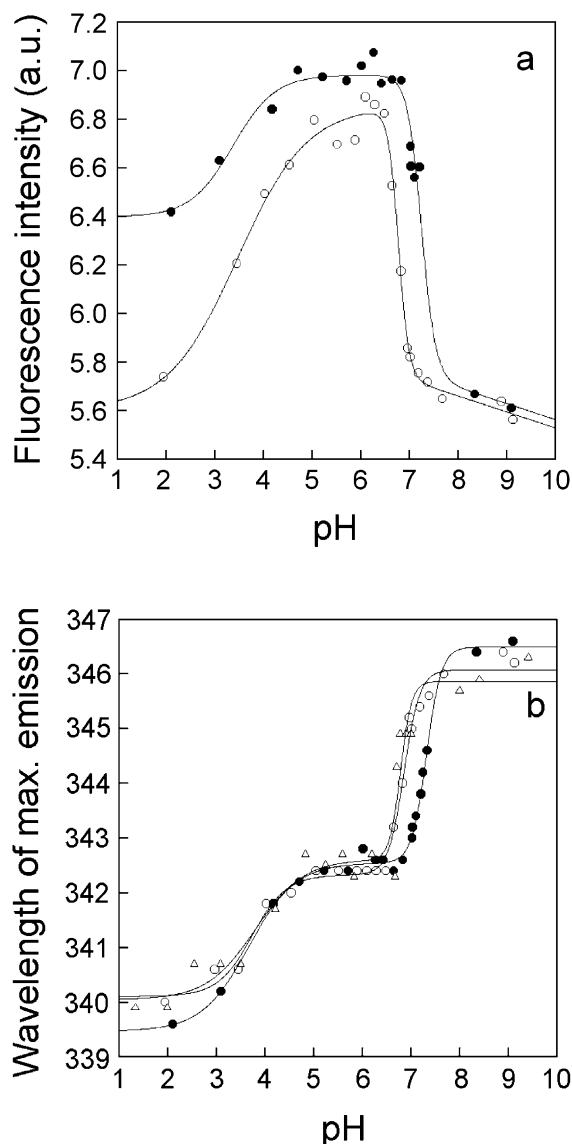 7.2
7.0
6.8
6.6
6.4
6.2
6.0
5.8
5.6
5.4
Fluorescence intensity (a.u.)
a
1 2 3 4 5 6 7 8 9 10
pH
347
346
345
344
343
342
341
340
339
Wavelength of max. emission
b
1 2 3 4 5 6 7 8 9 10
pH